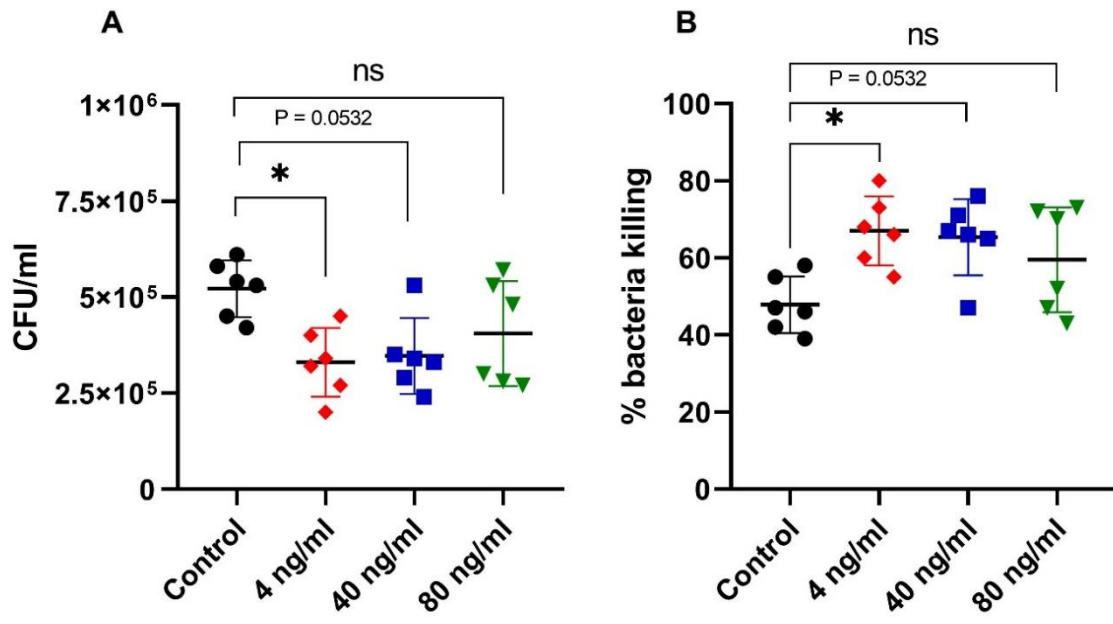 A
ns
P = 0.0532
*
1×10⁶
7.5×10⁵
5×10⁵
2.5×10⁵
0
CFU/ml
Control
4 ng/ml
40 ng/ml
80 ng/ml
B
ns
P = 0.0532
*
100
80
60
40
20
0
% bacteria killing
Control
4 ng/ml
40 ng/ml
80 ng/ml